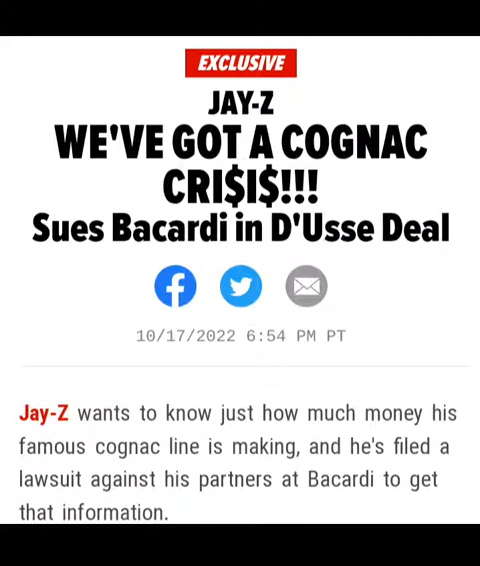 EXCLUSIVE
JAY-Z
WE'VE GOT A COGNAC
CRI$I$!!!
Sues Bacardi in D'Usse Deal
10/17/2022 6:54 PM PT
Jay-Z wants to know just how much money his
famous cognac line is making, and he's filed a
lawsuit against his partners at Bacardi to get
that information.